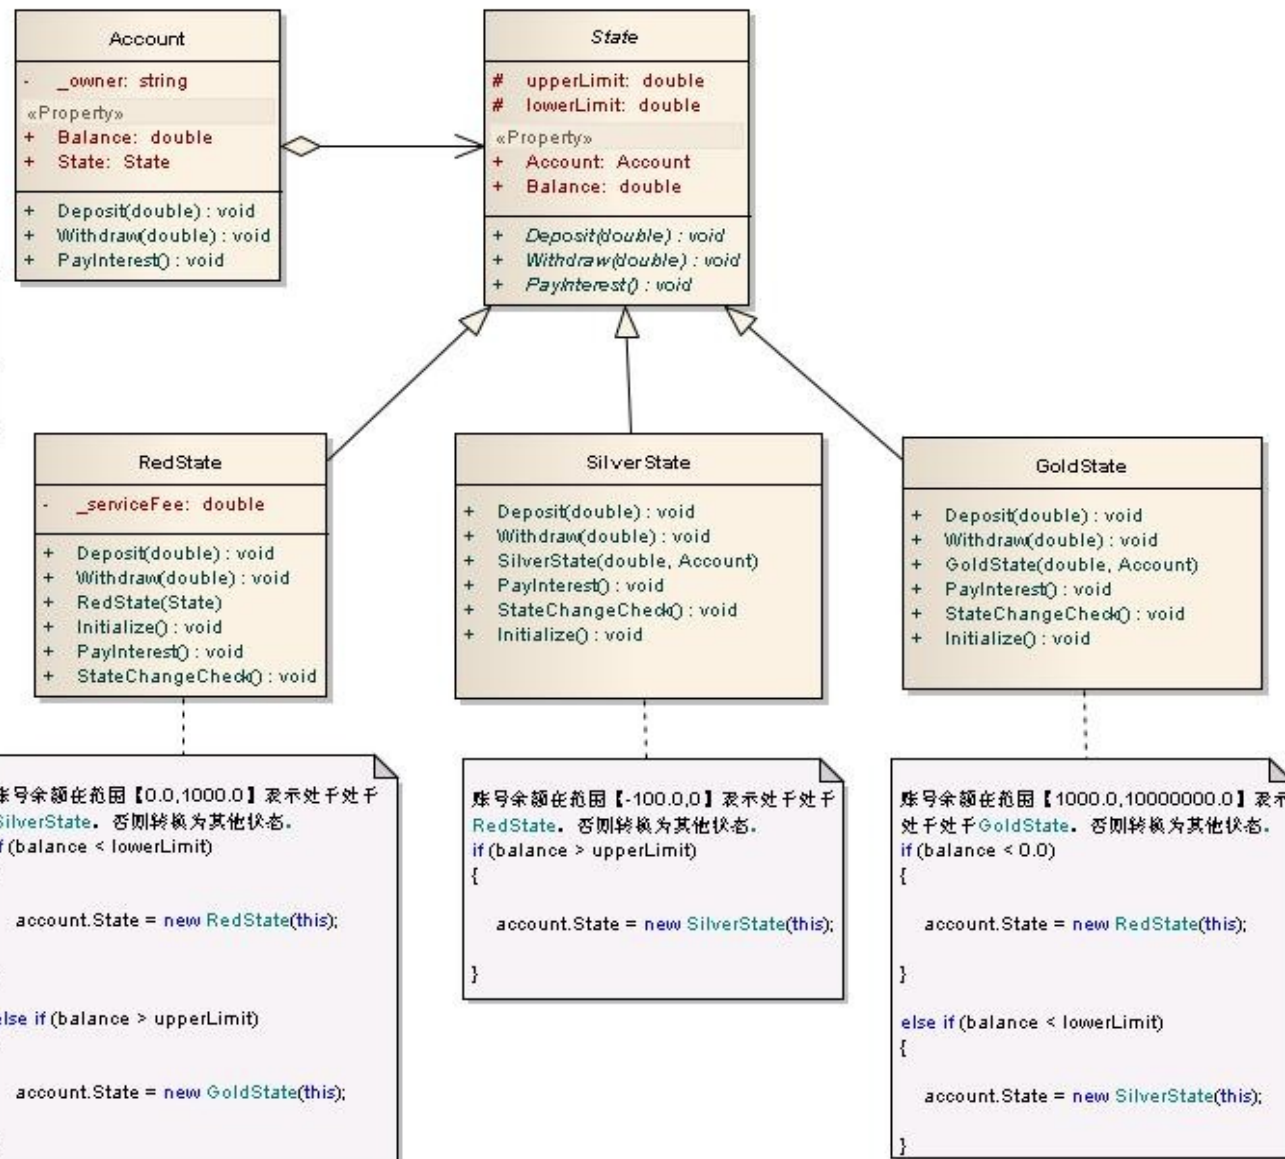 Account
- _owner: string
«Property»
+ Balance: double
+ State: State
+ Deposit(double) : void
+ Withdraw(double) : void
+ PayInterest() : void
State
# upperLimit: double
# lowerLimit: double
«Property»
+ Account: Account
+ Balance: double
+ Deposit(double) : void
+ Withdraw(double) : void
+ PayInterest() : void
RedState
- _serviceFee: double
+ Deposit(double) : void
+ Withdraw(double) : void
+ RedState(State)
+ Initialize() : void
+ PayInterest() : void
+ StateChangeCheck() : void
SilverState
+ Deposit(double) : void
+ Withdraw(double) : void
+ SilverState(double, Account)
+ PayInterest() : void
+ StateChangeCheck() : void
+ Initialize() : void
GoldState
+ Deposit(double) : void
+ Withdraw(double) : void
+ GoldState(double, Account)
+ PayInterest() : void
+ StateChangeCheck() : void
+ Initialize() : void
账号余额在范围【0.0,1000.0】表示处于处于
SilverState. 否则转换为其他状态.
if (balance < lowerLimit)
{
account.State = new RedState(this);
}
else if (balance > upperLimit)
{
account.State = new GoldState(this);
}
账号余额在范围【-100.0,0】表示处于处于
RedState. 否则转换为其他状态.
if (balance > upperLimit)
{
account.State = new SilverState(this);
}
账号余额在范围【1000.0,10000000.0】表示
处于处于GoldState. 否则转换为其他状态.
if (balance < 0.0)
{
account.State = new RedState(this);
}
else if (balance < lowerLimit)
{
account.State = new SilverState(this);
}